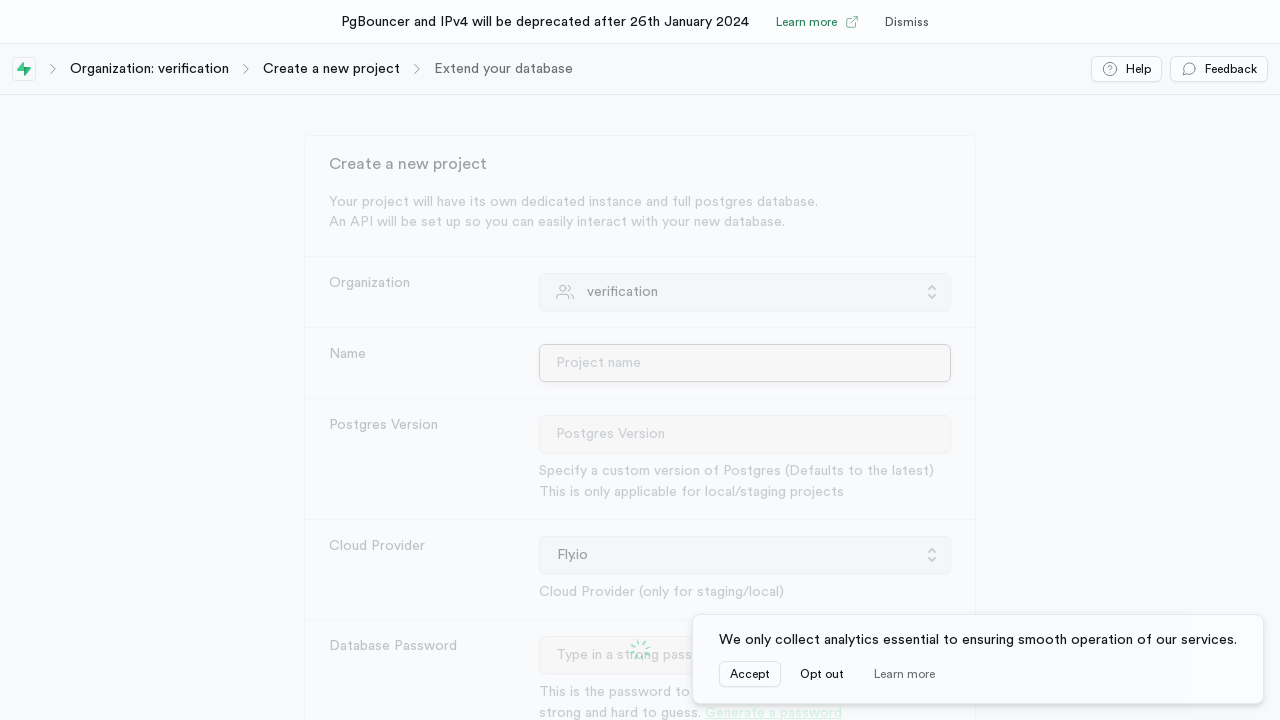 PgBouncer and IPv4 will be deprecated after 26th January 2024
Learn more
Dismiss
Organization: verification
Create a new project
Extend your database
Help
Feedback
Create a new project
Your project will have its own dedicated instance and full postgres database.
An API will be set up so you can easily interact with your new database.
Organization
verification
Name
Project name
Postgres Version
Postgres Version
Specify a custom version of Postgres (Defaults to the latest)
This is only applicable for local/staging projects
Cloud Provider
Fly.io
Cloud Provider (only for staging/local)
Database Password
Type in a strong pass
This is the password to
strong and hard to guess. Generate a password
We only collect analytics essential to ensuring smooth operation of our services.
Accept
Opt out
Learn more